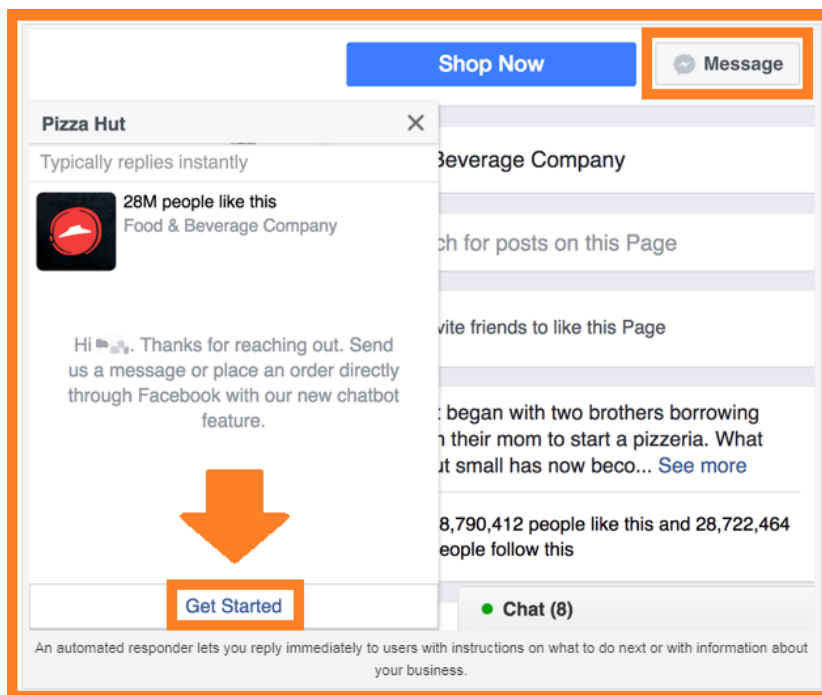 Shop Now
Message
Pizza Hut
Typically replies instantly
28M people like this
Food & Beverage Company
Hi . Thanks for reaching out. Send
us a message or place an order directly
through Facebook with our new chatbot
feature.
Get Started
Beverage Company
ch for posts on this Page
vite friends to like this Page
t began with two brothers borrowing
n their mom to start a pizzeria. What
ut small has now beco... See more
8,790,412 people like this and 28,722,464
eople follow this
Chat (8)
An automated responder lets you reply immediately to users with instructions on what to do next or with information about
your business.